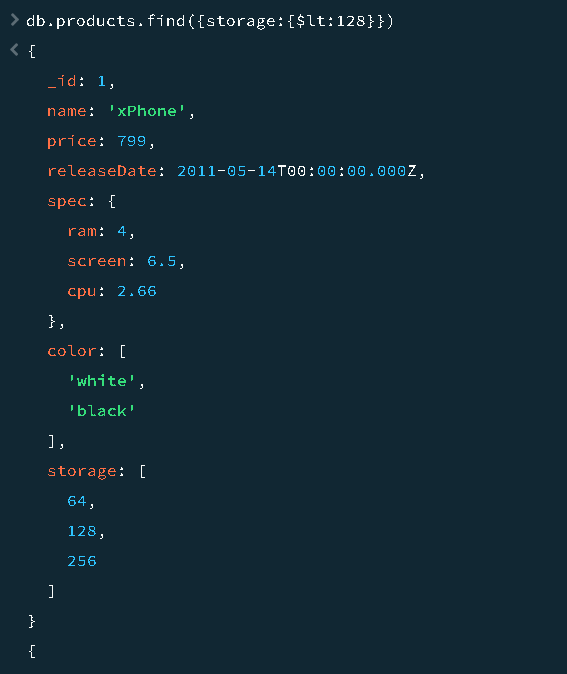 > db.products.find({storage:{$lt:128}})
< {
_id: 1,
name: 'xPhone',
price: 799,
releaseDate: 2011-05-14T00:00:00.000Z,
spec: {
ram: 4,
screen: 6.5,
cpu: 2.66
},
color: [
'white',
'black'
],
storage: [
64,
128,
256
]
}
{